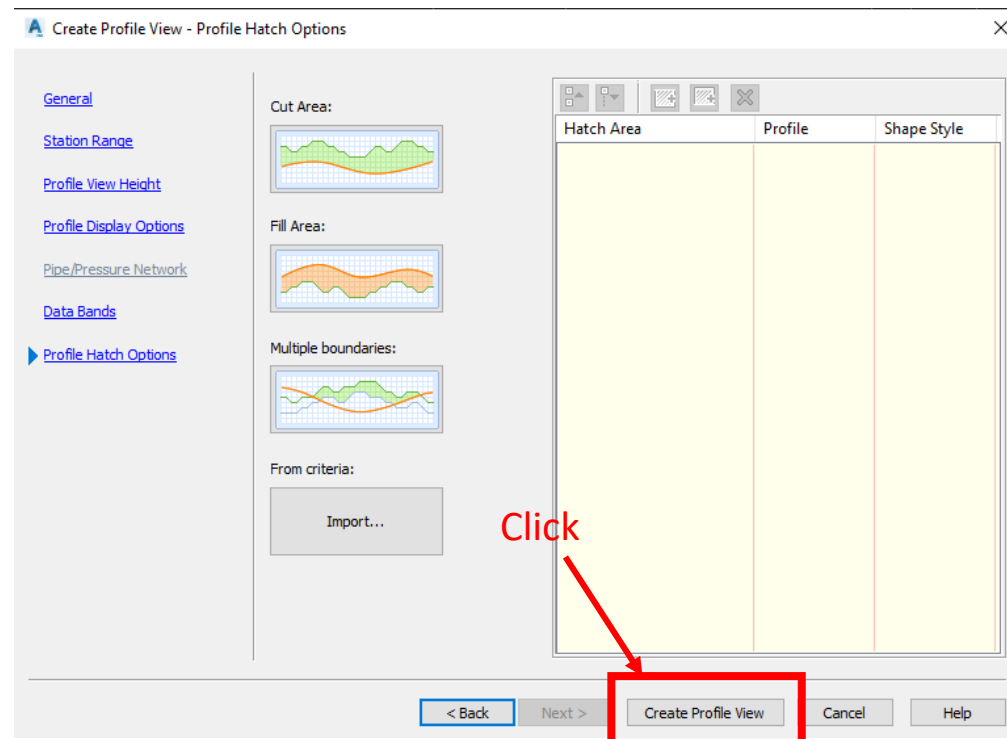 Create Profile View - Profile Hatch Options
General
Station Range
Profile View Height
Profile Display Options
Pipe/Pressure Network
Data Bands
Profile Hatch Options
Cut Area:
Fill Area:
Multiple boundaries:
From criteria:
Import...
Hatch Area Profile Shape Style
Click
< Back Next > Create Profile View Cancel Help